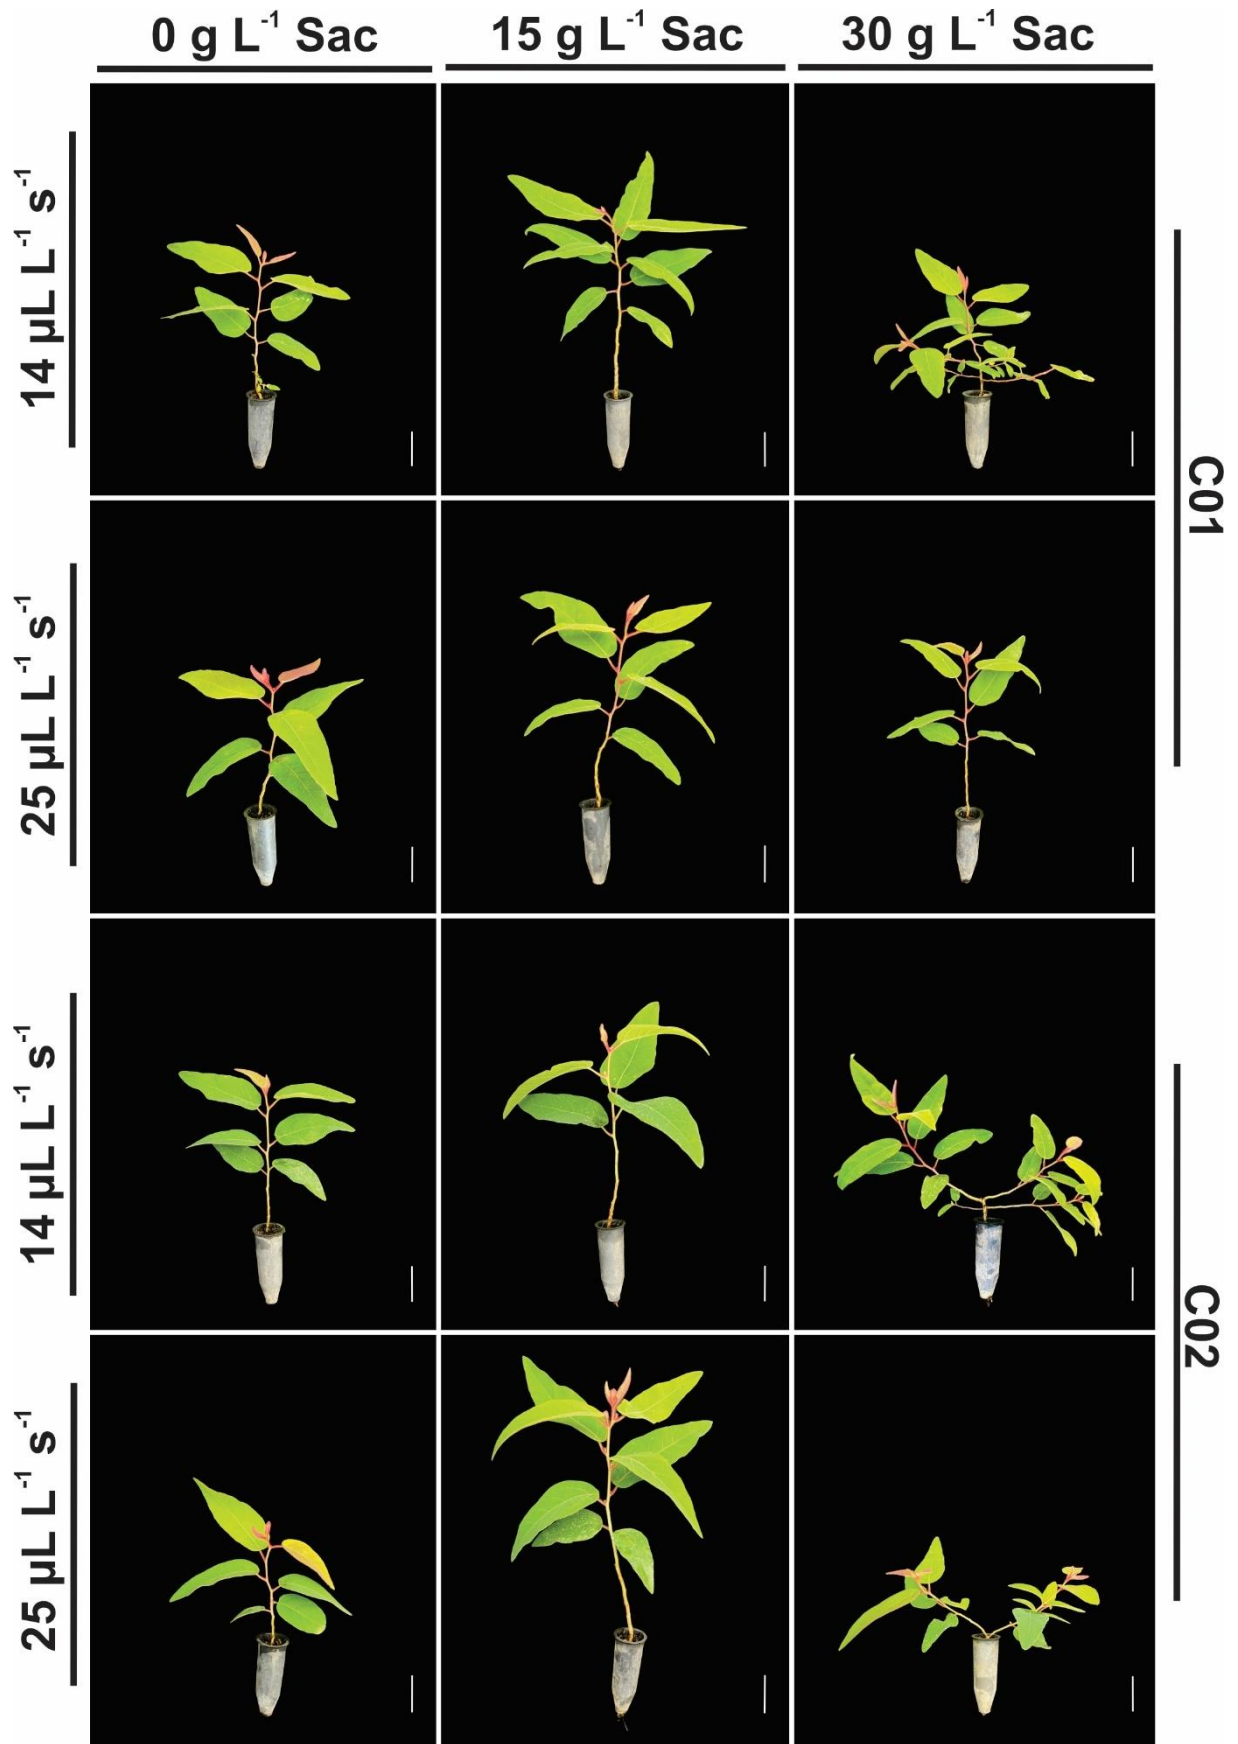 0 g L⁻¹ Sac
15 g L⁻¹ Sac
30 g L⁻¹ Sac
14 µL L⁻¹ s⁻¹
25 µL L⁻¹ s⁻¹
C01
14 µL L⁻¹ s⁻¹
25 µL L⁻¹ s⁻¹
C02